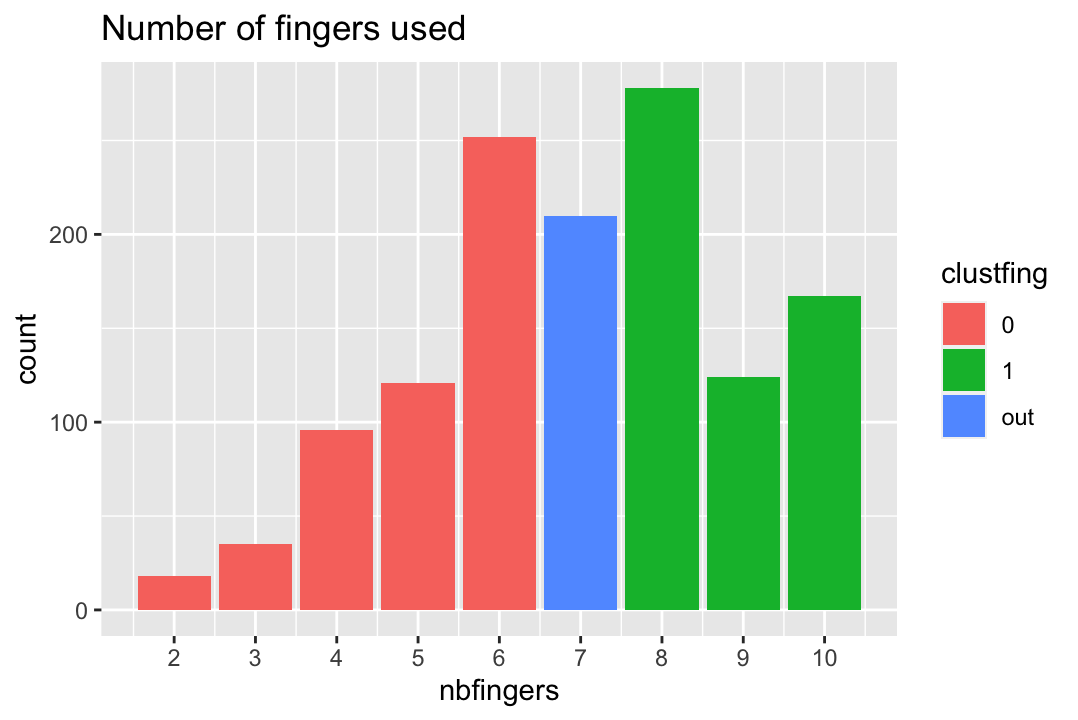 Number of fingers used
count
200
100
0
2 3 4 5 6 7 8 9 10
nbfingers
clustfing
0
1
out